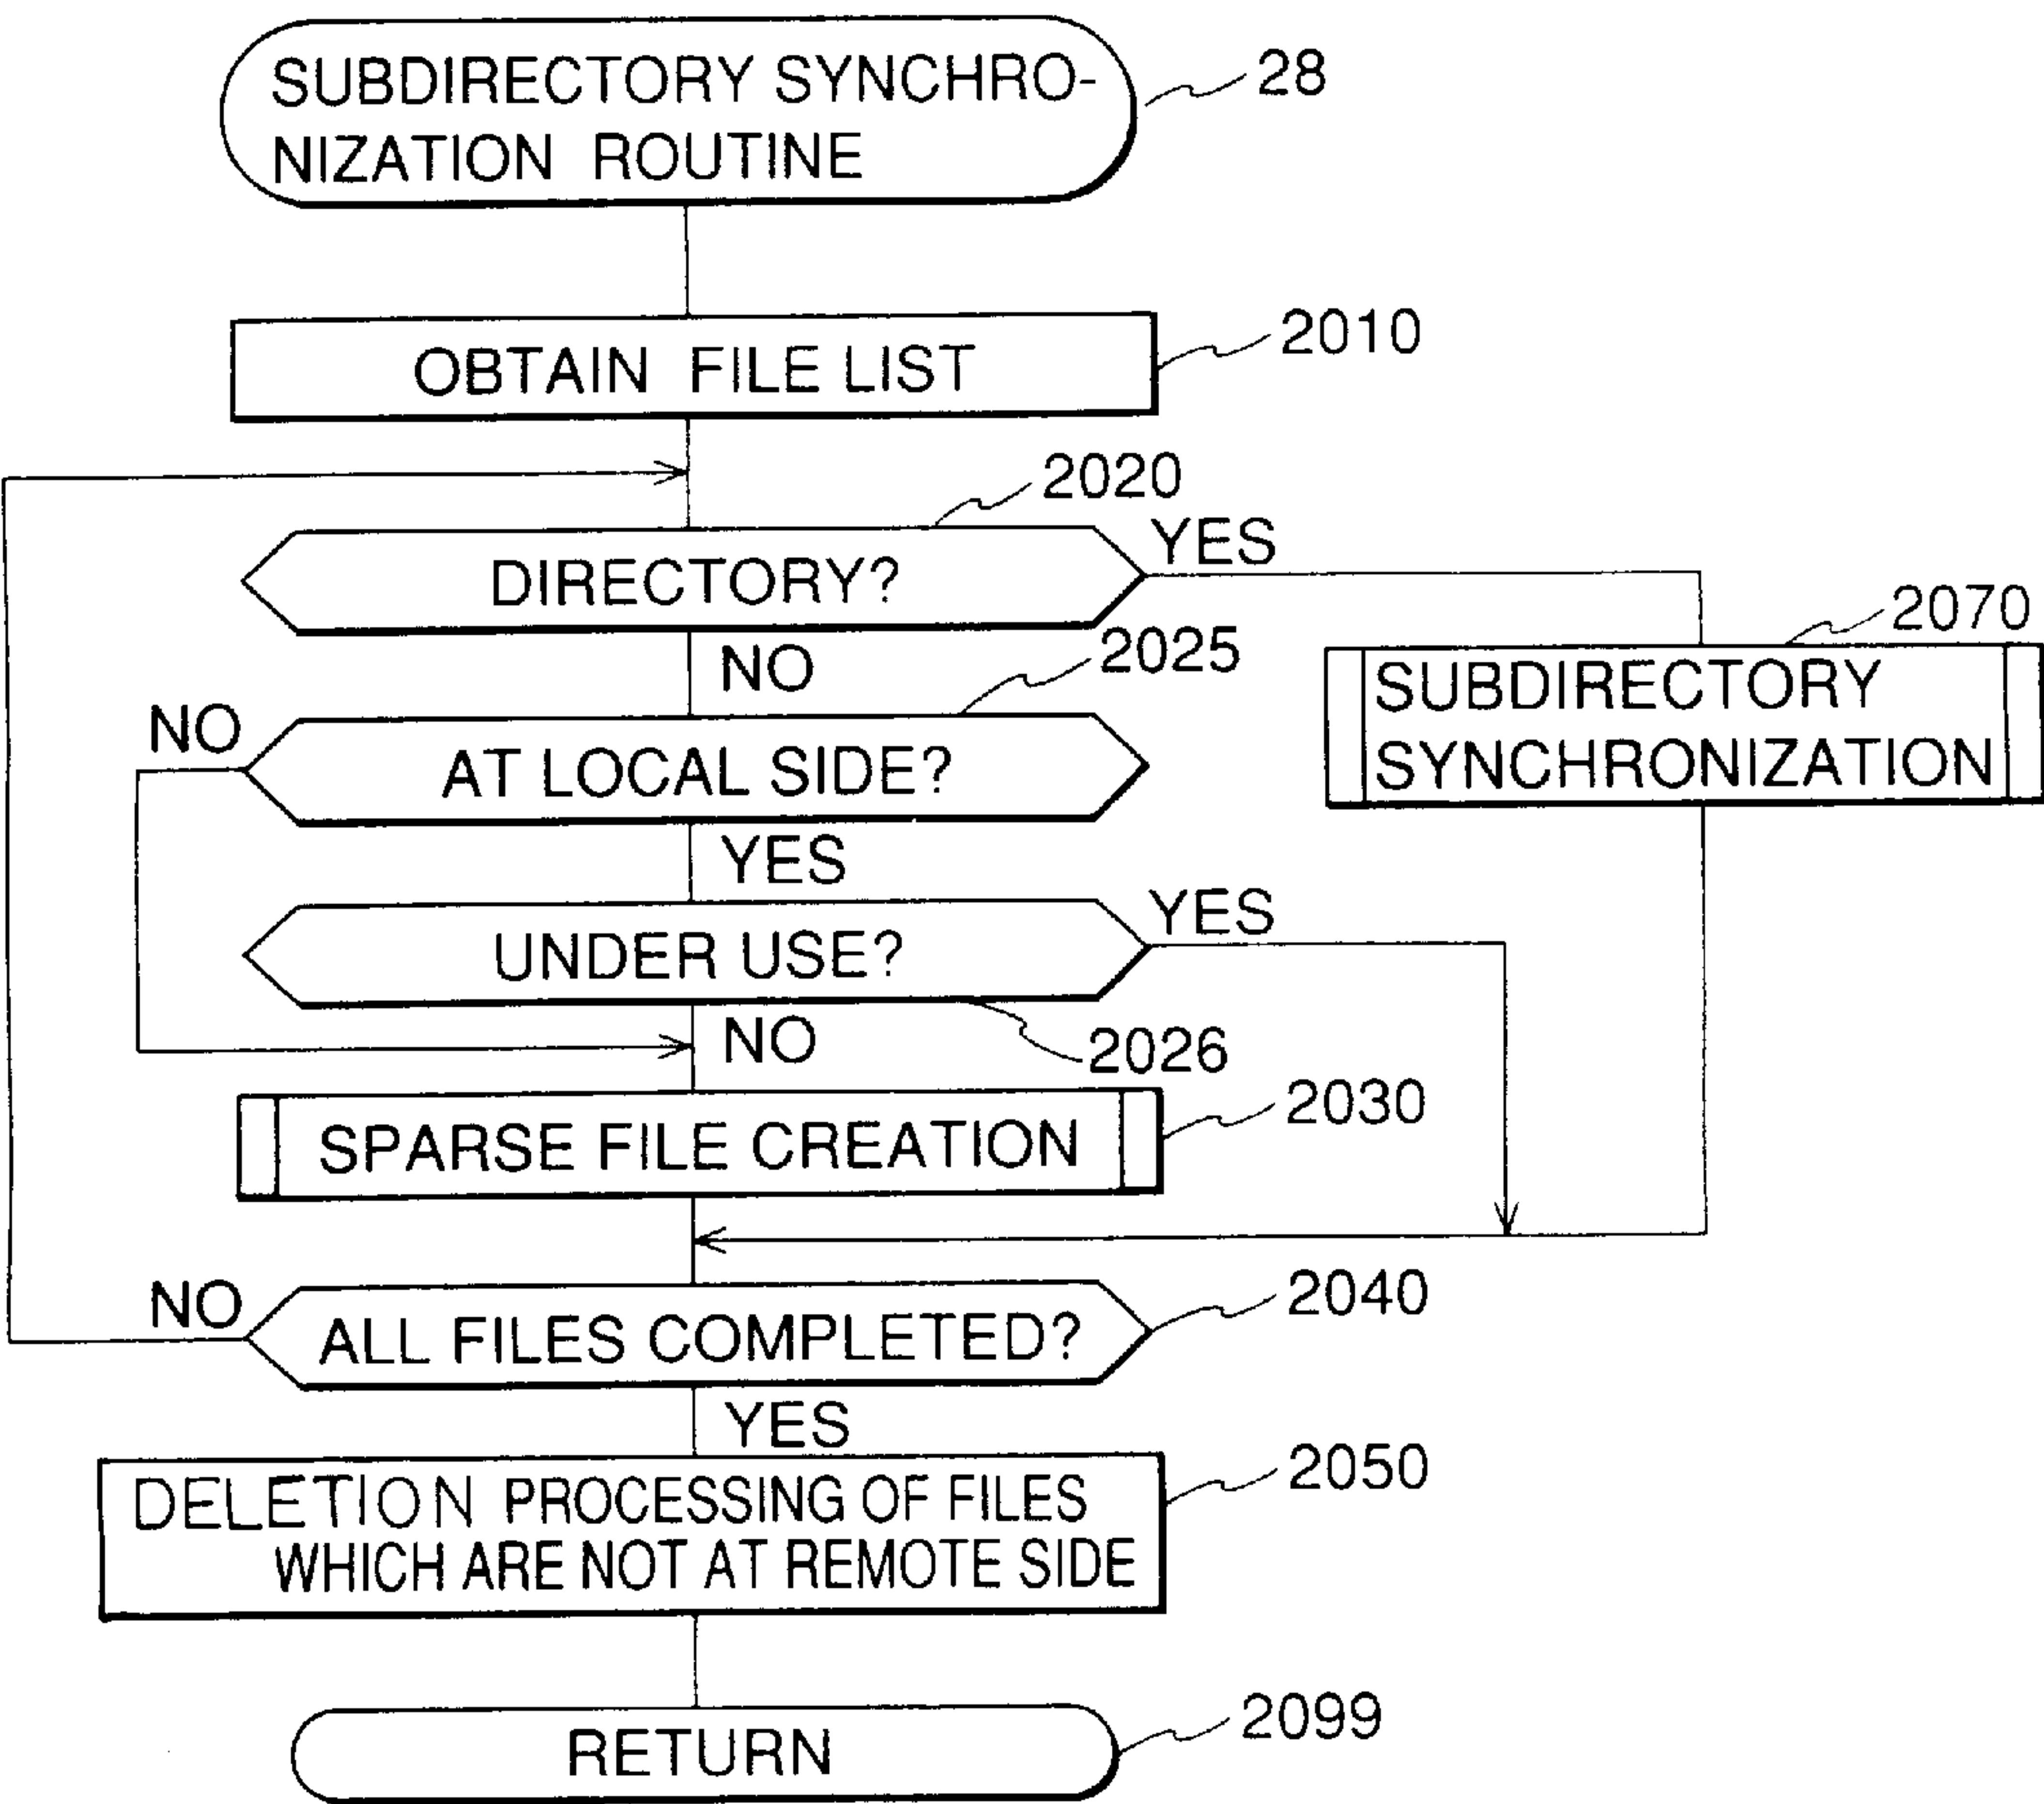 SUBDIRECTORY SYNCHRO-
NIZATION ROUTINE
28
OBTAIN FILE LIST
2010
2020
DIRECTORY?
YES
NO
2070
SUBDIRECTORY
SYNCHRONIZATION
2025
NO
AT LOCAL SIDE?
YES
UNDER USE?
YES
NO
2026
SPARSE FILE CREATION
2030
NO
ALL FILES COMPLETED?
2040
YES
DELETION PROCESSING OF FILES
WHICH ARE NOT AT REMOTE SIDE
2050
RETURN
2099